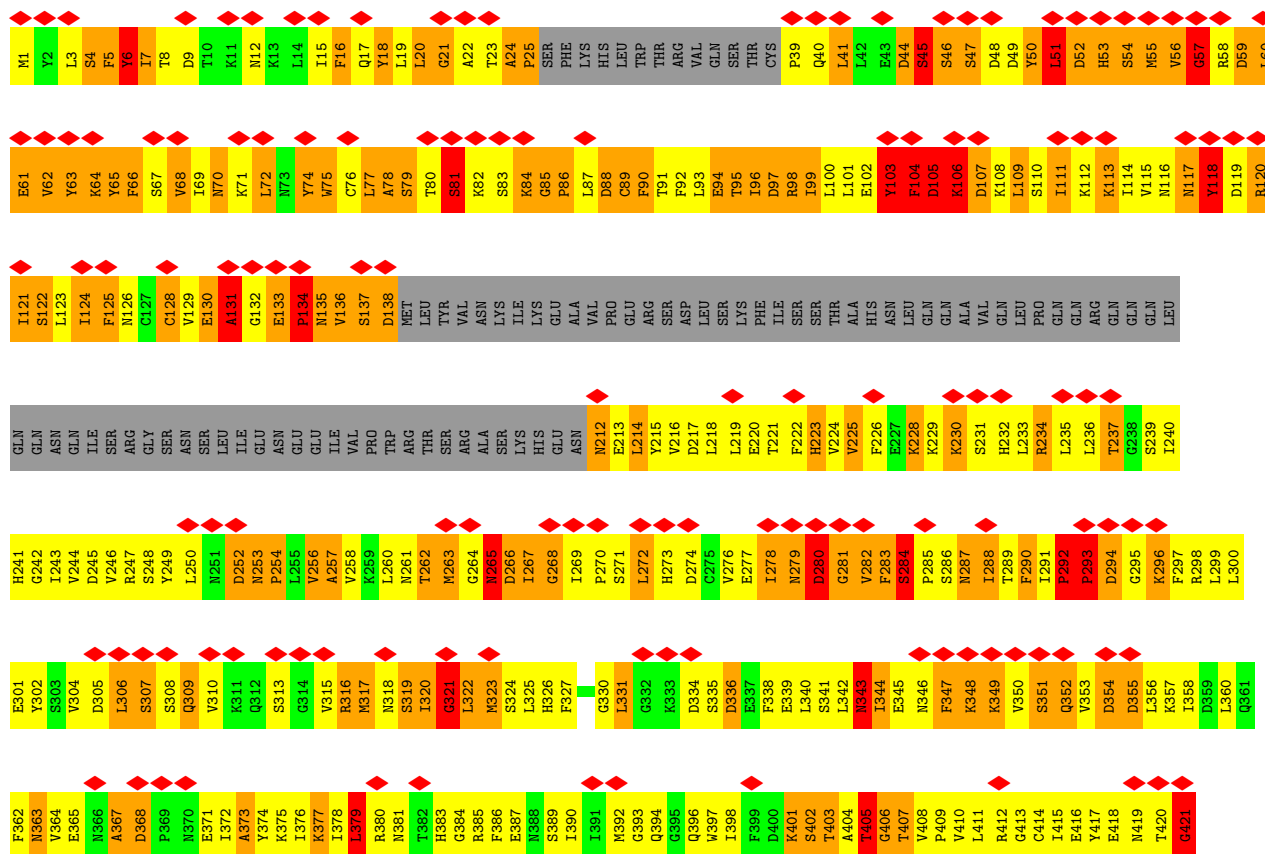 M1 Y2 L3 S4 F5 Y6 I7 T8 D9 T10 K11 N12 K13 L14 I15 F16 Q17 Y18 L19 L20 G21 A22 T23 A24 P25 SER PHE LYS HIS LEU TRP THR ARG VAL GLN SER THR CYS P39 Q40 L41 L42 E43 D44 S45 S46 S47 D48 D49 Y50 L51 D52 H53 S54 M55 V56 G57 R58 D59 L60
E61 V62 Y63 K64 Y65 F66 S67 V68 I69 N70 K71 L72 N73 Y74 W75 C76 L77 A78 S79 T80 S81 K82 S83 K84 G85 P86 L87 D88 C89 F90 T91 F92 L93 E94 T95 I96 D97 R98 I99 L100 L101 E102 Y103 F104 D105 K106 D107 K108 L109 S110 I111 K112 K113 I114 V115 N116 N117 Y118 D119 R120
I121 S122 L123 I124 F125 N126 C127 C128 V129 E130 A131 G132 E133 P134 N135 V136 S137 D138 MET LEU TYR VAL ASN LYS ILE LYS GLU ALA VAL PRO GLU ARG SER ASP LEU SER LYS PHE ILE SER SER THR ALA HIS ASN LEU GLN GLN ALA VAL GLN LEU PRO GLN GLN ARG GLN GLN GLN LEU
GLN GLN ASN GLN ILE SER ARG GLY SER ASN SER LEU ILE GLU ASN GLU GLU ILE VAL PRO TRP ARG THR SER ARG ALA SER LYS HIS GLU ASN N212 E213 L214 Y215 V216 D217 L218 L219 E220 T221 F222 H223 V224 V225 F226 E227 K228 K229 K230 S231 H232 L233 R234 L235 L236 T237 G238 S239 I240
H241 G242 I243 V244 D245 V246 R247 S248 Y249 L250 N251 D252 N253 P254 L255 V256 A257 V258 K259 L260 N261 T262 M263 G264 N265 D266 I267 G268 I269 P270 S271 L272 H273 D274 C275 V276 E277 I278 N279 D280 G281 V282 F283 S284 P285 S286 N287 I288 T289 F290 I291 P292 P293 D294 G295 K296 F297 R298 L299 L300
E301 Y302 S303 V304 D305 L306 S307 S308 Q309 V310 K311 Q312 S313 G314 V315 R316 M317 N318 S319 I320 G321 L322 M323 S324 L325 H326 F327 G330 L331 G332 K333 D334 S335 D336 E337 F338 E339 L340 S341 L342 N343 I344 E345 N346 F347 K348 K349 V350 S351 Q352 V353 D354 D355 L356 K357 I358 D359 L360 Q361
F362 N363 V364 E365 N366 A367 D368 P369 N370 E371 I372 A373 Y374 K375 I376 K377 I378 L379 R380 N381 T382 H383 G384 R385 F386 E387 N388 S389 I390 I391 M392 G393 Q394 G395 Q396 W397 I398 F399 D400 K401 S402 T403 A404 T405 G406 T407 V408 P409 V410 L411 R412 G413 C414 I415 E416 Y417 E418 N419 T420 G421